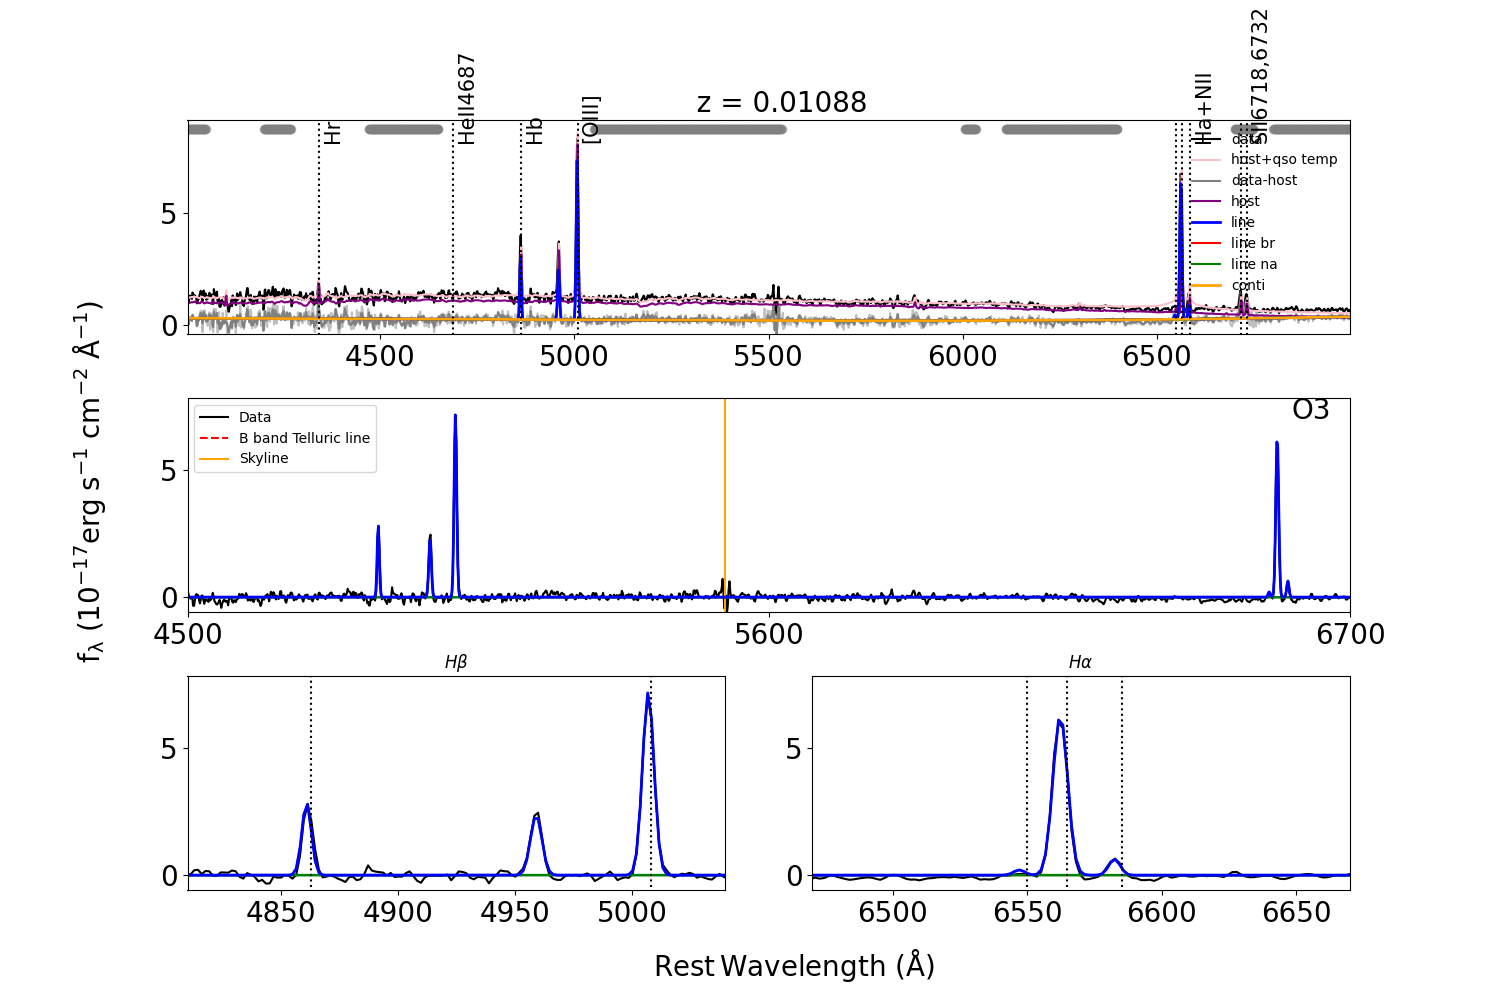 z = 0.01088
Hr
HeII4687
Hb
[OIII]
Ha+NII
SII6718,6732
data
host+qso temp
data-host
host
line
line br
line na
conti
5
0
4500 5000 5500 6000 6500
f_λ (10^−17 erg s^−1 cm^−2 Å^−1)
Data
B band Telluric line
Skyline
O3
5
0
4500 5600 6700
Hβ
5
0
4850 4900 4950 5000
Hα
5
0
6500 6550 6600 6650
Rest Wavelength (Å)